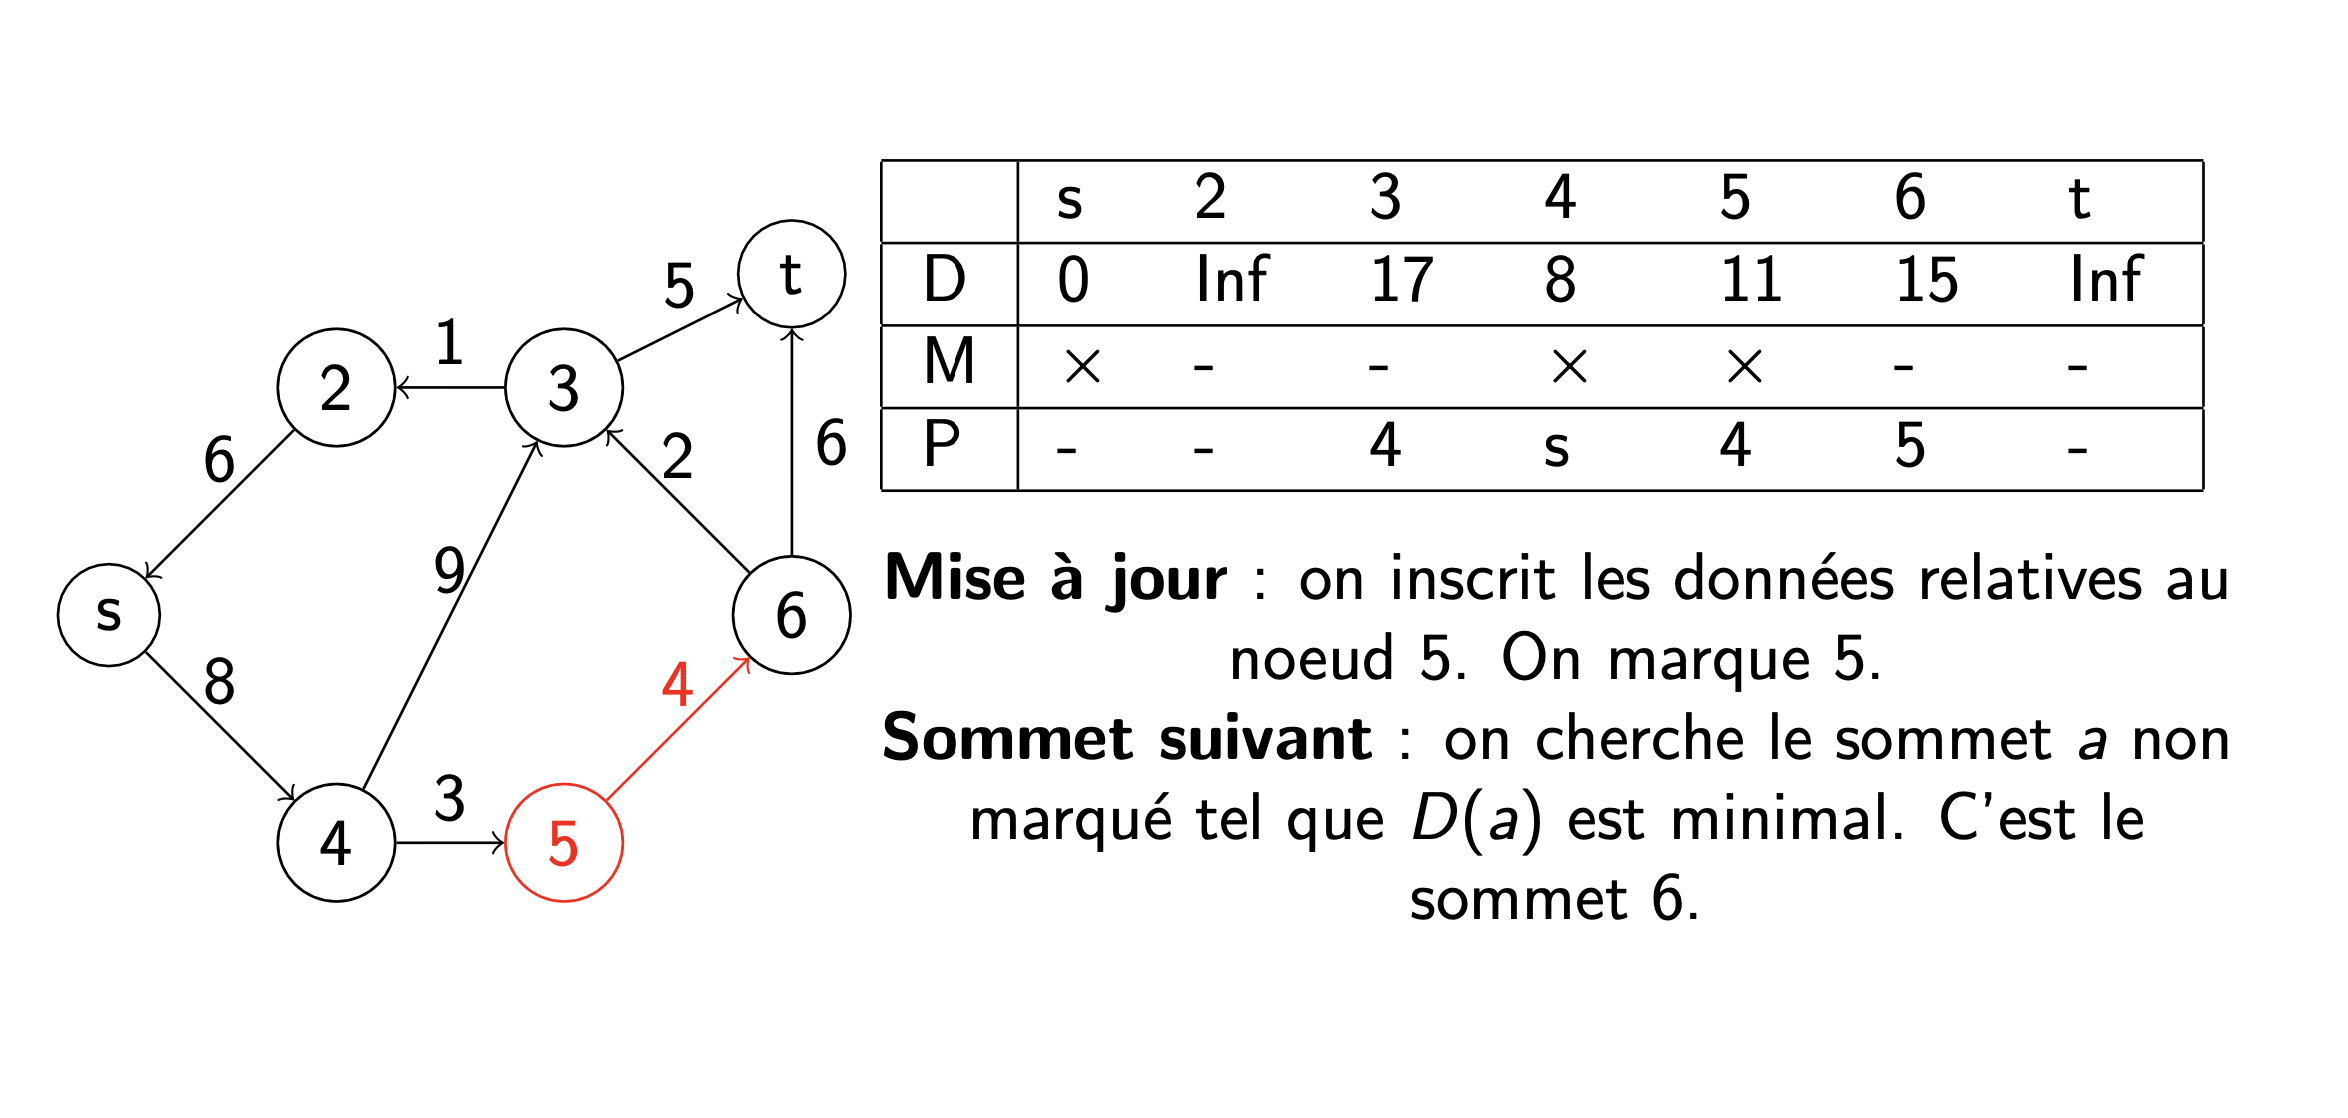 t
5
1
2
3
6
2
6
9
s
6
8
4
3
4
5
s 2 3 4 5 6 t
D 0 Inf 17 8 11 15 Inf
M × - - × × - -
P - - 4 s 4 5 -
Mise à jour : on inscrit les données relatives au
noeud 5. On marque 5.
Sommet suivant : on cherche le sommet a non
marqué tel que D(a) est minimal. C'est le
sommet 6.